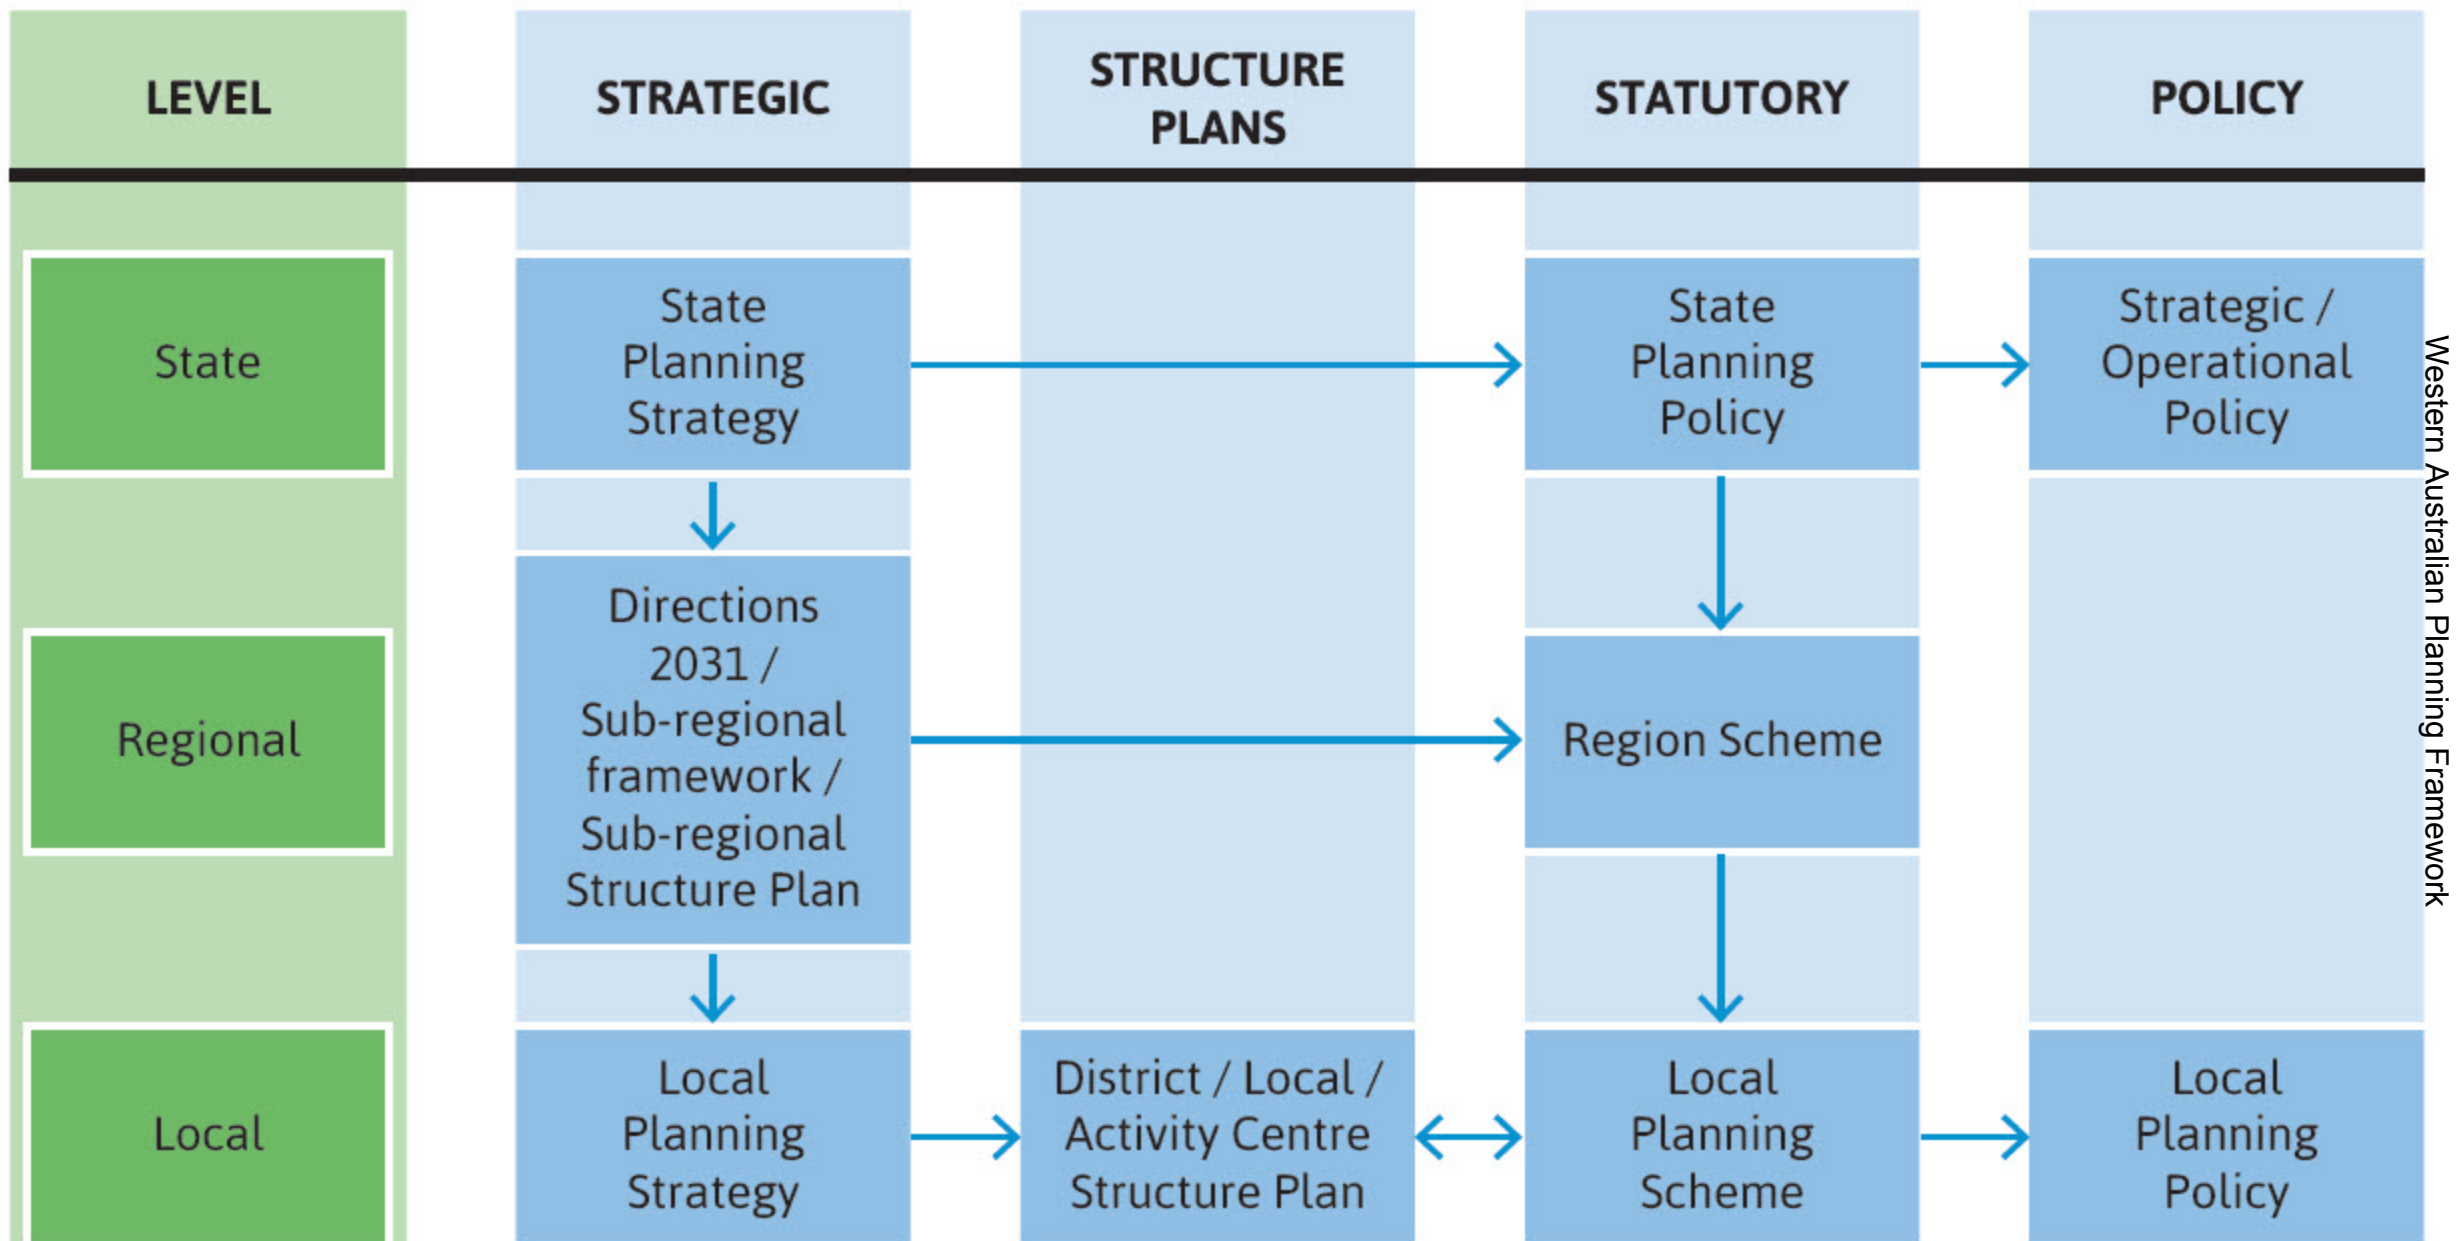 LEVEL
STRATEGIC
STRUCTURE
PLANS
STATUTORY
POLICY
State
State
Planning
Strategy
State
Planning
Policy
Strategic /
Operational
Policy
Regional
Directions
2031 /
Sub-regional
framework /
Sub-regional
Structure Plan
Region Scheme
Local
Local
Planning
Strategy
District / Local /
Activity Centre
Structure Plan
Local
Planning
Scheme
Local
Planning
Policy
Western Australian Planning Framework